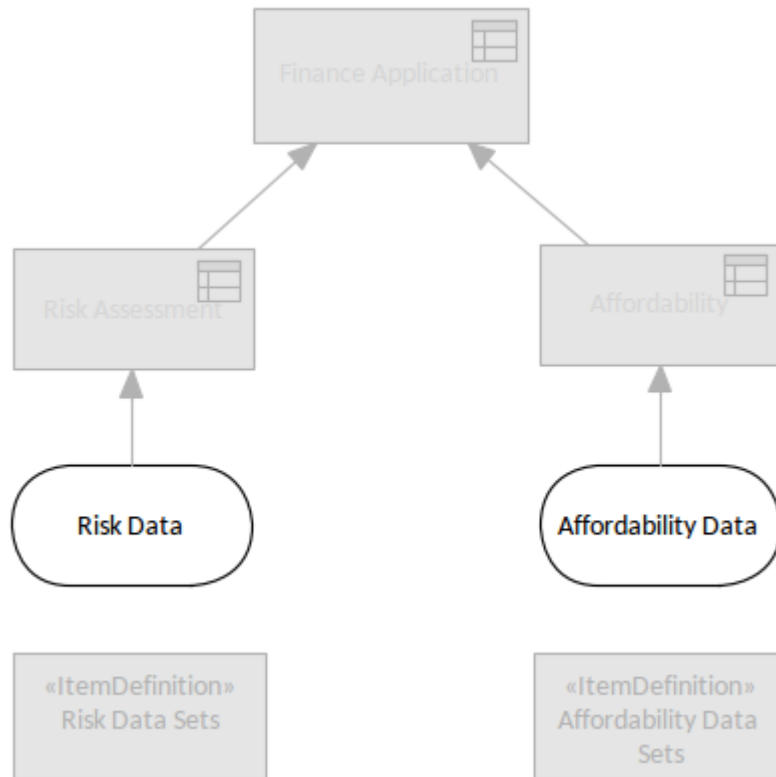 Finance Application
Risk Assessment
Affordability
Risk Data
Affordability Data
«ItemDefinition»
Risk Data Sets
«ItemDefinition»
Affordability Data
Sets